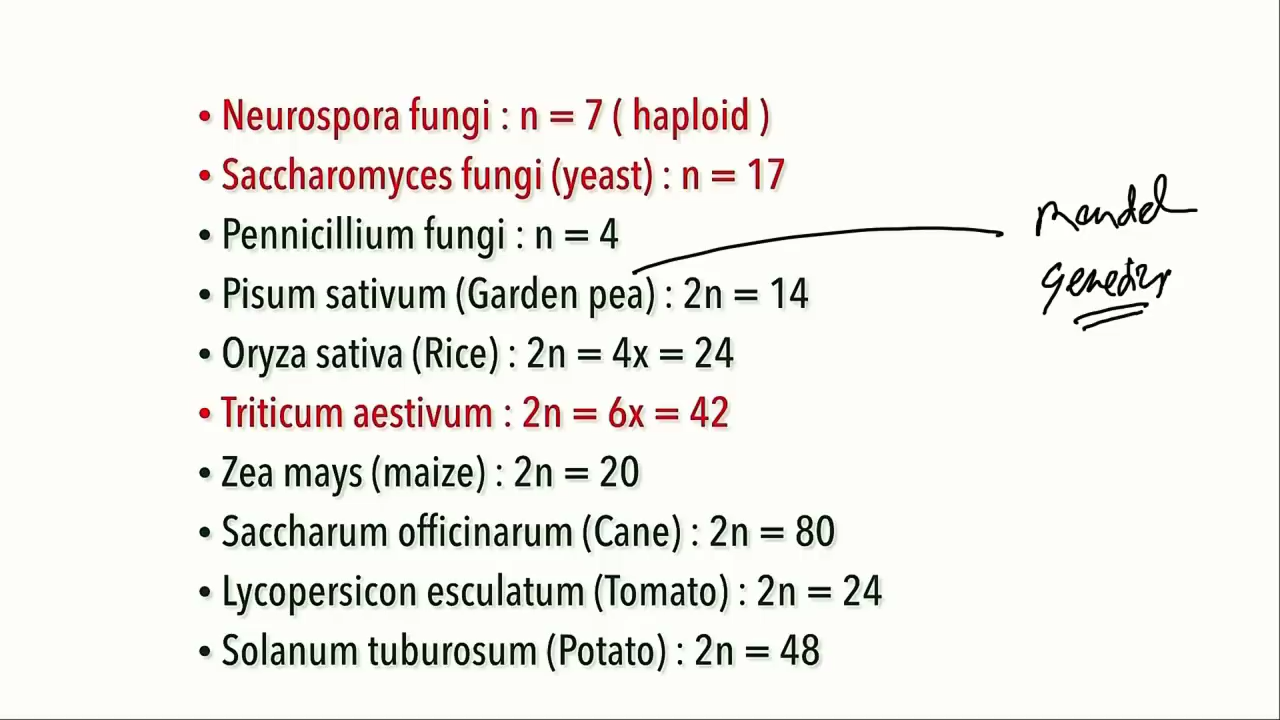 • Neurospora fungi : n = 7 ( haploid )
• Saccharomyces fungi (yeast) : n = 17
• Pennicillium fungi : n = 4
• Pisum sativum (Garden pea) : 2n = 14
• Oryza sativa (Rice) : 2n = 4x = 24
• Triticum aestivum : 2n = 6x = 42
• Zea mays (maize) : 2n = 20
• Saccharum officinarum (Cane) : 2n = 80
• Lycopersicon esculatum (Tomato) : 2n = 24
• Solanum tuburosum (Potato) : 2n = 48
Mendel
genetics